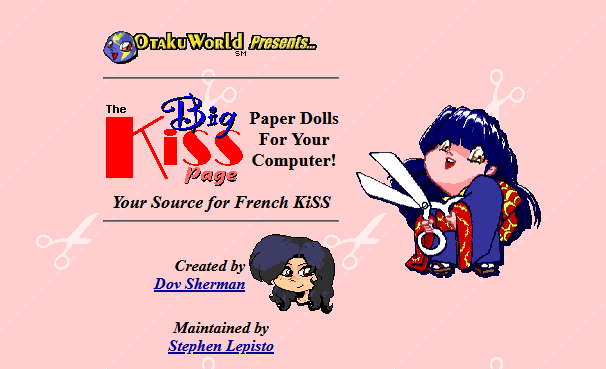 OtakuWorld Presents...
SM
The
Big
KiSS
Page
Paper Dolls
For Your
Computer!
Your Source for French KiSS
Created by
Dov Sherman
Maintained by
Stephen Lepisto